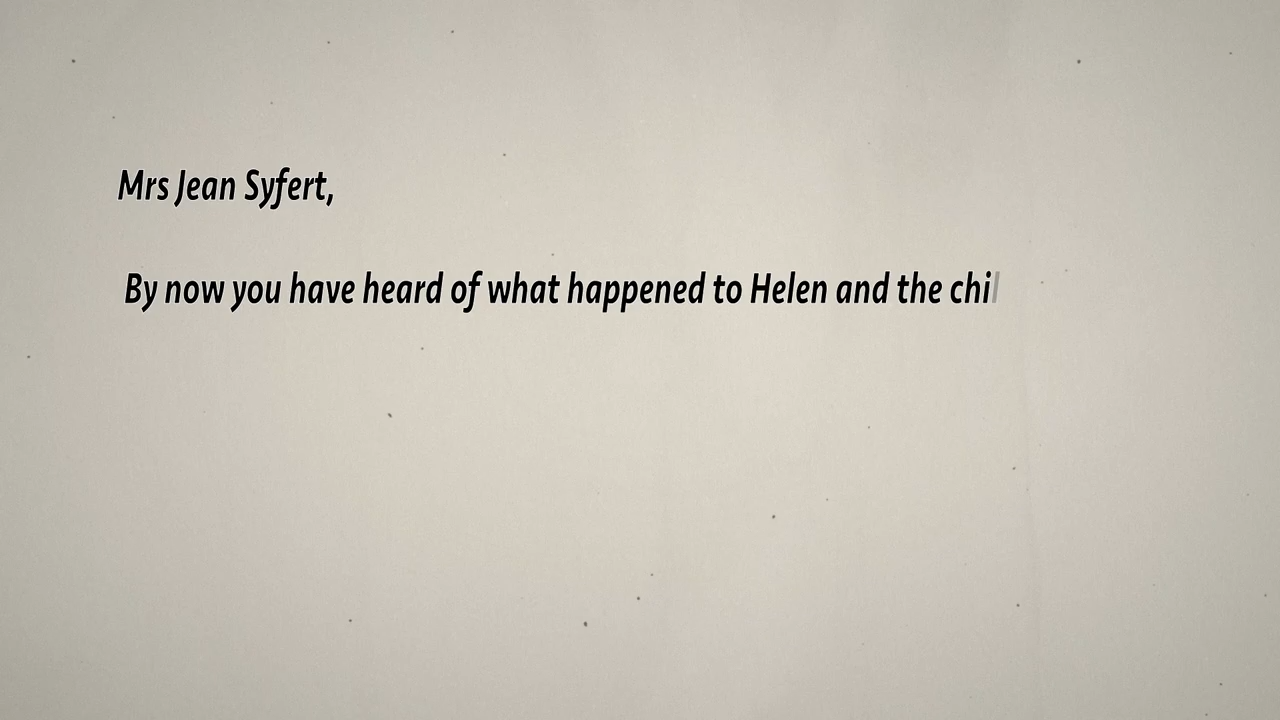 Mrs Jean Syfert,
By now you have heard of what happened to Helen and the chil